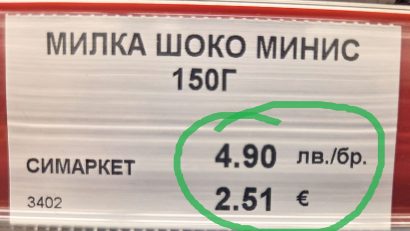 МИЛКА ШОКО МИНИС
150Г
4.90 лв./бр.
СИМАРКЕТ
2.51 €
3402